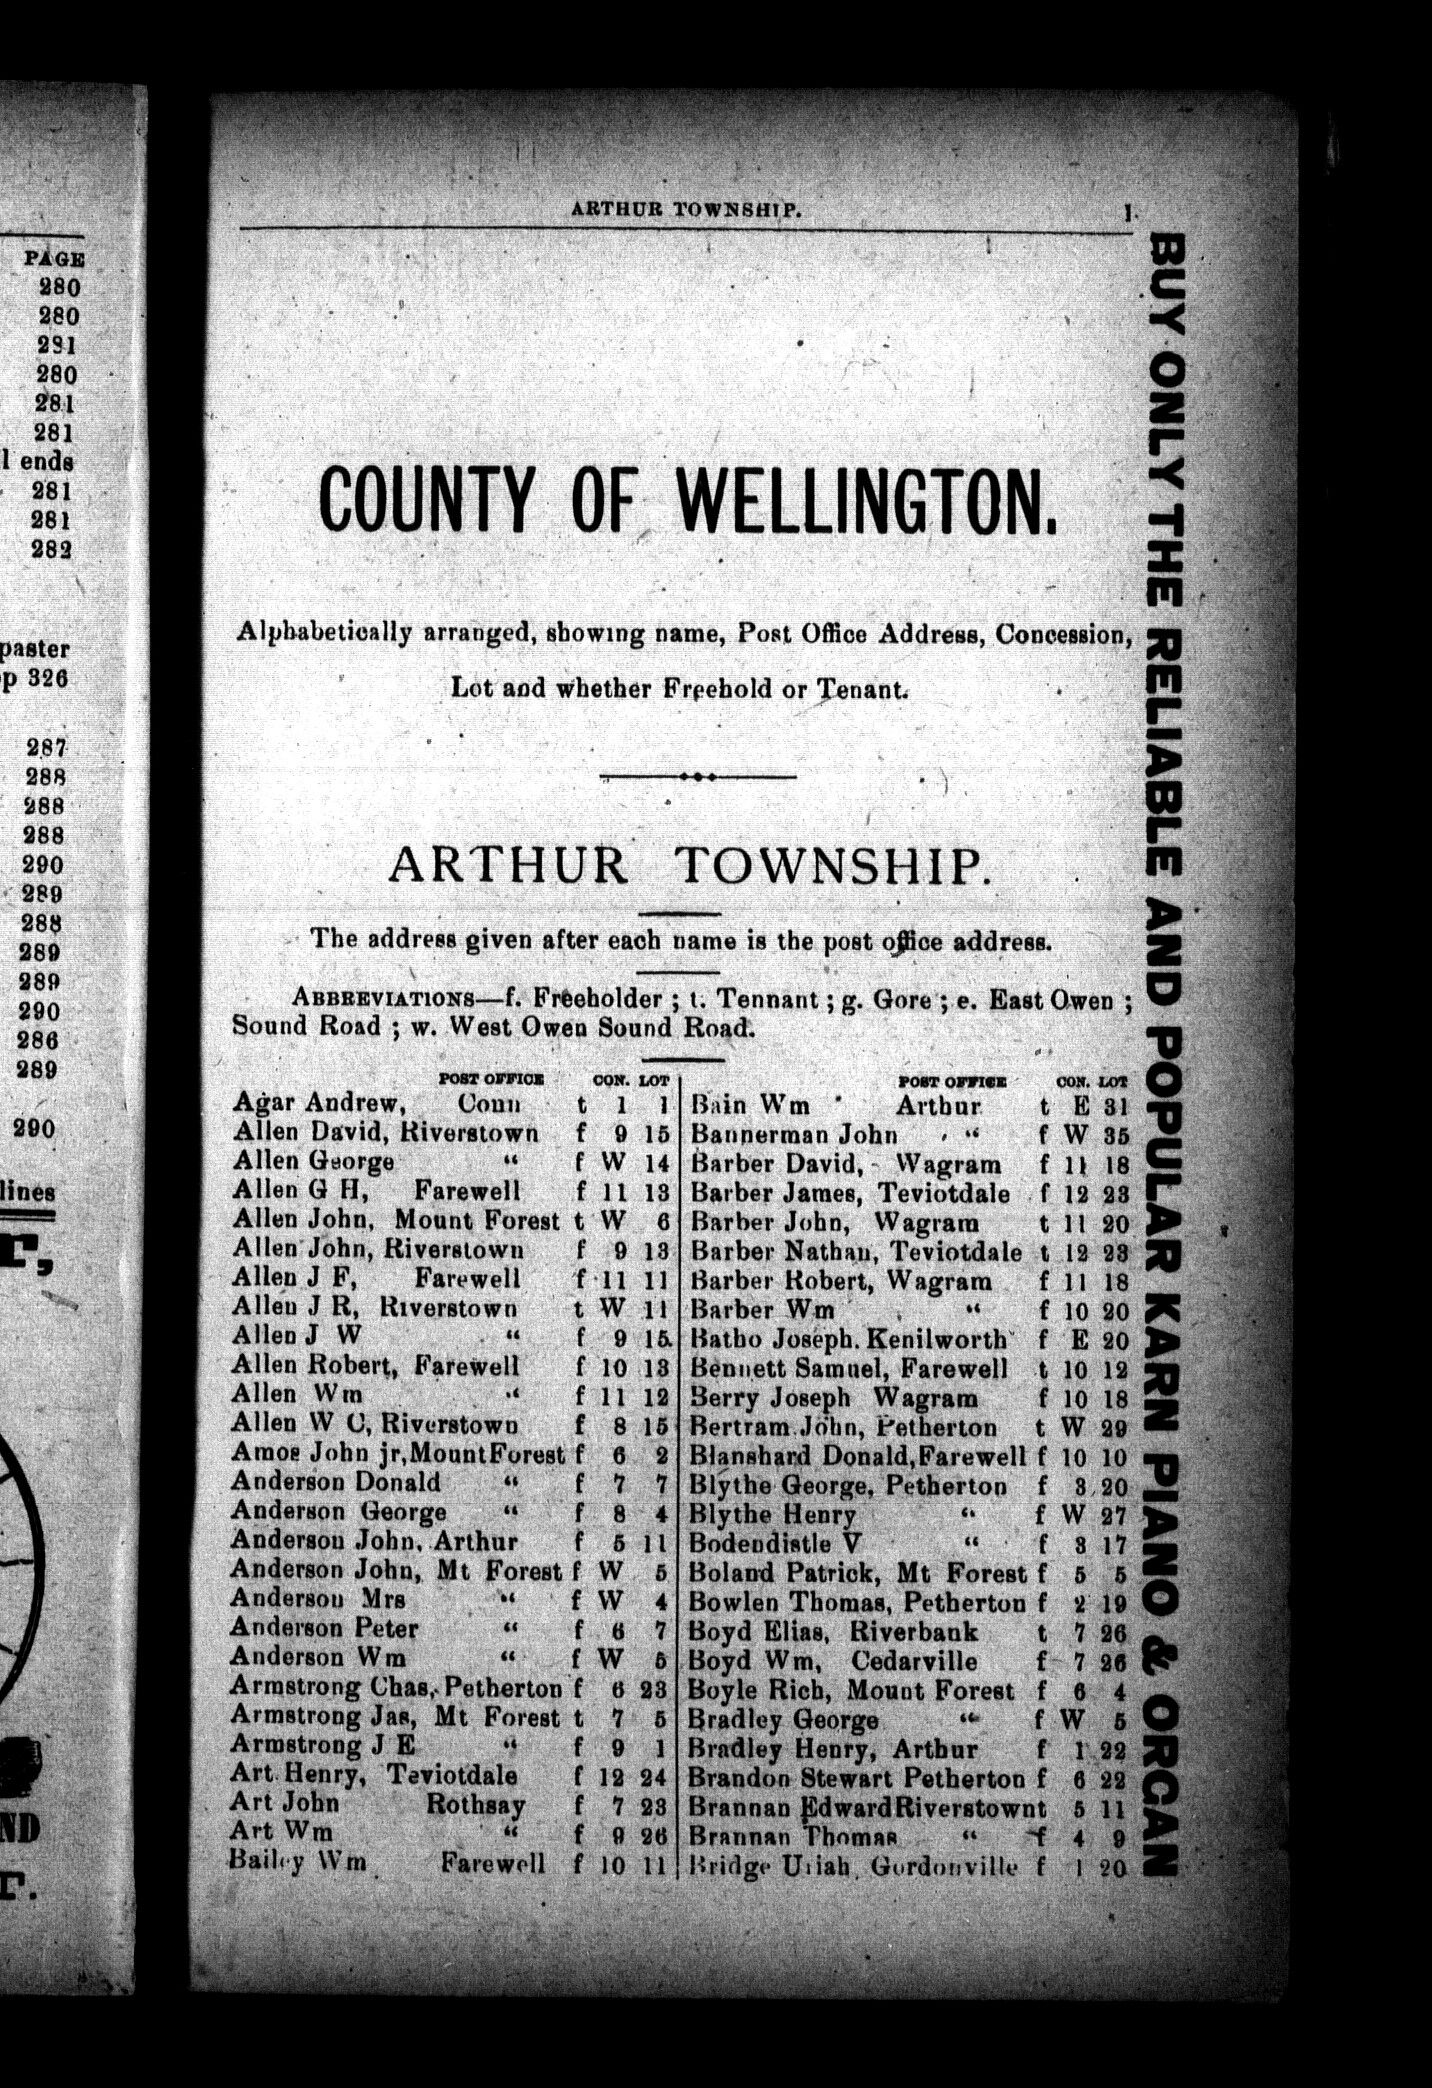 PAGE
280
280
281
280
281
281
ends
281
281
282
paster
p 326
287
288
288
288
290
289
288
289
289
290
286
289
290
lines
ARTHUR TOWNSHIP. 1
COUNTY OF WELLINGTON.
Alphabetically arranged, showing name, Post Office Address, Concession,
Lot and whether Freehold or Tenant.
ARTHUR TOWNSHIP.
The address given after each name is the post office address.
ABBREVIATIONS—f. Freeholder ; t. Tennant ; g. Gore ; e. East Owen ;
Sound Road ; w. West Owen Sound Road.
POST OFFICE CON. LOT
Agar Andrew, Conn t 1 1
Allen David, Riverstown f 9 15
Allen George " f W 14
Allen G H, Farewell f 11 13
Allen John, Mount Forest t W 6
Allen John, Riverstown f 9 13
Allen J F, Farewell f 11 11
Allen J R, Riverstown t W 11
Allen J W " f 9 15
Allen Robert, Farewell f 10 13
Allen Wm " f 11 12
Allen W C, Riverstown f 8 15
Amos John jr, Mount Forest f 6 2
Anderson Donald " f 7 7
Anderson George " f 8 4
Anderson John, Arthur f 5 11
Anderson John, Mt Forest f W 5
Anderson Mrs " f W 4
Anderson Peter " f 6 7
Anderson Wm " f W 5
Armstrong Chas, Petherton f 6 23
Armstrong Jas, Mt Forest t 7 5
Armstrong J E " f 9 1
Art Henry, Teviotdale f 12 24
Art John Rothsay f 7 23
Art Wm " f 9 26
Bailey Wm Farewell f 10 11
POST OFFICE CON. LOT
Bain Wm Arthur t E 31
Bannerman John " f W 35
Barber David, Wagram f 11 18
Barber James, Teviotdale f 12 23
Barber John, Wagram t 11 20
Barber Nathan, Teviotdale t 12 23
Barber Robert, Wagram f 11 18
Barber Wm " f 10 20
Batho Joseph. Kenilworth f E 20
Bennett Samuel, Farewell t 10 12
Berry Joseph Wagram f 10 18
Bertram John, Petherton t W 29
Blanshard Donald, Farewell f 10 10
Blythe George, Petherton f 3 20
Blythe Henry " f W 27
Bodendistle V " f 3 17
Boland Patrick, Mt Forest f 5 5
Bowlen Thomas, Petherton f 2 19
Boyd Elias, Riverbank t 7 26
Boyd Wm, Cedarville f 7 26
Boyle Rich, Mount Forest f 6 4
Bradley George " f W 5
Bradley Henry, Arthur f 1 22
Brandon Stewart Petherton f 6 22
Brannan Edward Riverstown t 5 11
Brannan Thomas " f 4 9
Bridge Uriah, Gordonville f 1 20
BUY ONLY THE RELIABLE AND POPULAR KARN PIANO & ORGAN